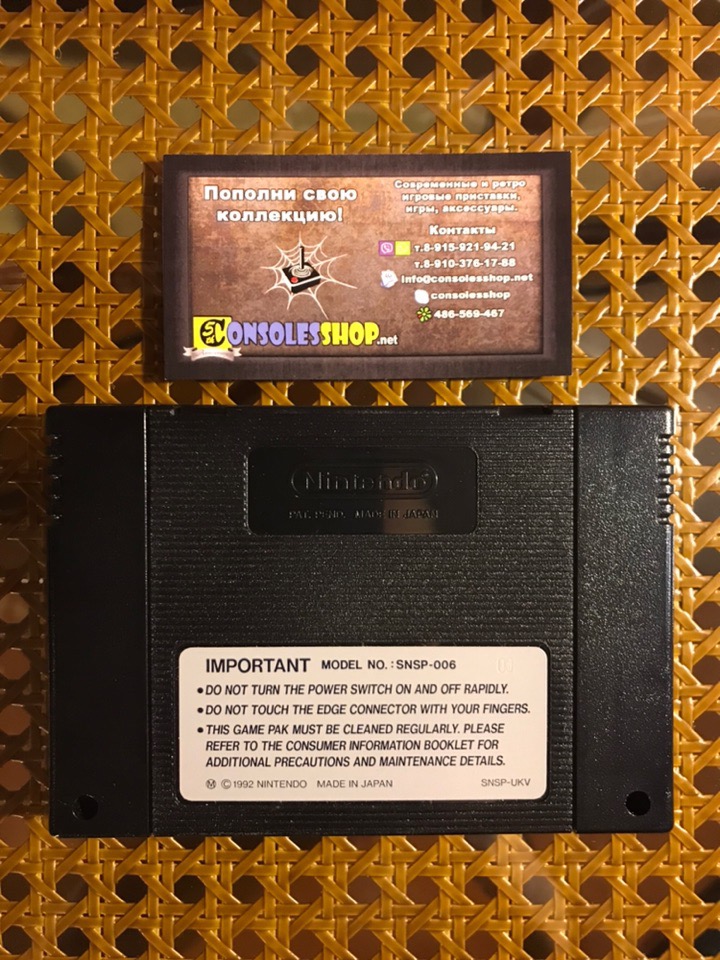 Пополни свою
коллекцию!
Современные и ретро
игровые приставки,
игры, аксессуары.
Контакты
т.8-915-921-94-21
т.8-910-376-17-88
info@consolesshop.net
consolesshop
486-569-467
CONSOLESSHOP.net
Nintendo
PAT. PEND. MADE IN JAPAN
IMPORTANT MODEL NO. : SNSP-006
• DO NOT TURN THE POWER SWITCH ON AND OFF RAPIDLY.
• DO NOT TOUCH THE EDGE CONNECTOR WITH YOUR FINGERS.
• THIS GAME PAK MUST BE CLEANED REGULARLY. PLEASE
REFER TO THE CONSUMER INFORMATION BOOKLET FOR
ADDITIONAL PRECAUTIONS AND MAINTENANCE DETAILS.
Ⓜ © 1992 NINTENDO MADE IN JAPAN SNSP-UKV